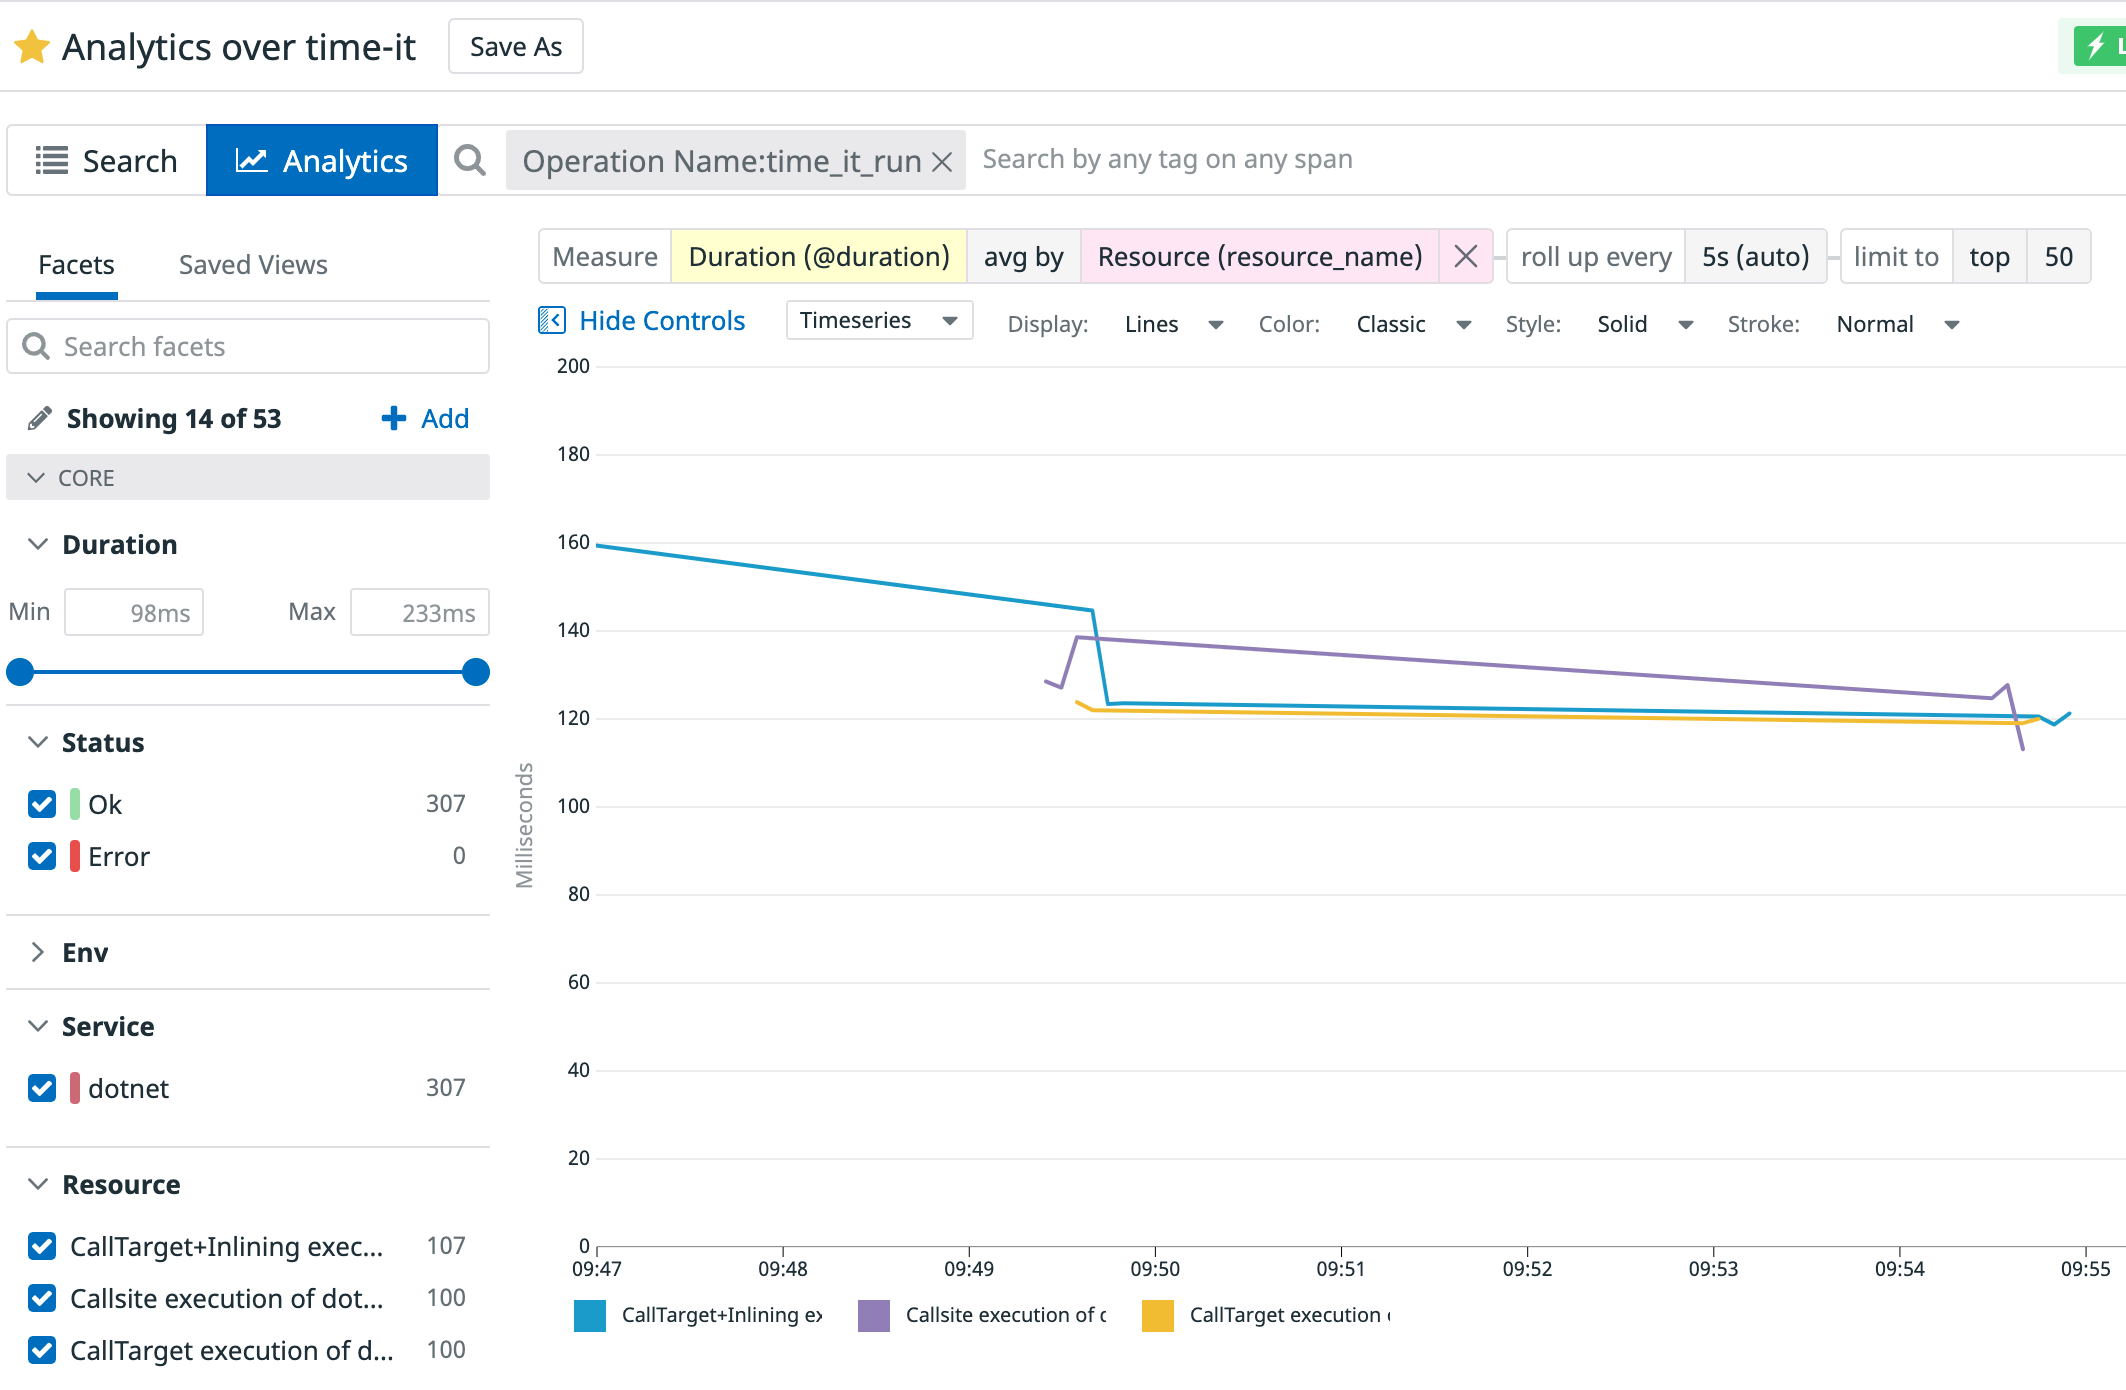 Analytics over time-it
Save As
Search
Analytics
Operation Name:time_it_run
Search by any tag on any span
Facets
Saved Views
Search facets
Showing 14 of 53
Add
CORE
Duration
Min 98ms Max 233ms
Status
Ok 307
Error 0
Env
Service
dotnet 307
Resource
CallTarget+Inlining exec... 107
Callsite execution of dot... 100
CallTarget execution of d... 100
Measure Duration (@duration) avg by Resource (resource_name) roll up every 5s (auto) limit to top 50
Hide Controls Timeseries Display: Lines Color: Classic Style: Solid Stroke: Normal
200
180
160
140
120
100
80
60
40
20
0
Milliseconds
09:47 09:48 09:49 09:50 09:51 09:52 09:53 09:54 09:55
CallTarget+Inlining ex Callsite execution of CallTarget execution